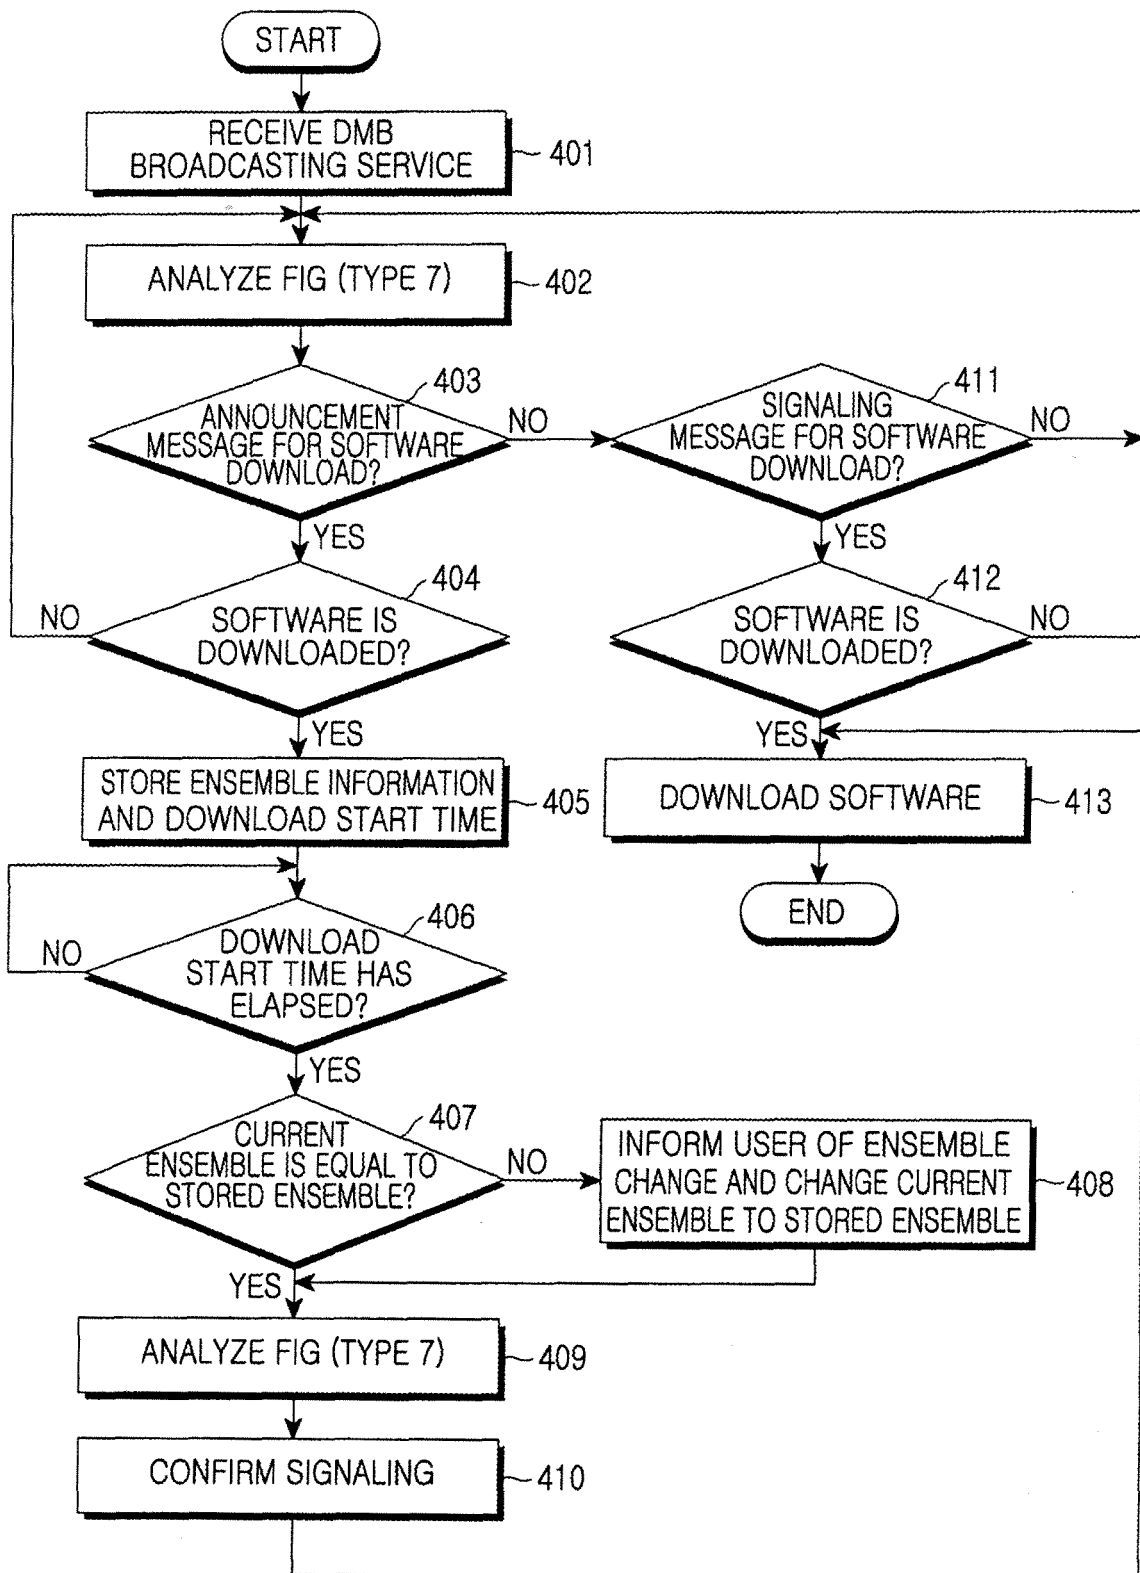 START
RECEIVE DMB
BROADCASTING SERVICE
401
ANALYZE FIG (TYPE 7)
402
403
ANNOUNCEMENT
MESSAGE FOR SOFTWARE
DOWNLOAD?
NO
YES
411
SIGNALING
MESSAGE FOR SOFTWARE
DOWNLOAD?
NO
YES
404
SOFTWARE IS
DOWNLOADED?
NO
YES
412
SOFTWARE IS
DOWNLOADED?
NO
YES
STORE ENSEMBLE INFORMATION
AND DOWNLOAD START TIME
405
DOWNLOAD SOFTWARE
413
END
406
DOWNLOAD
START TIME HAS
ELAPSED?
NO
YES
407
CURRENT
ENSEMBLE IS EQUAL TO
STORED ENSEMBLE?
NO
YES
INFORM USER OF ENSEMBLE
CHANGE AND CHANGE CURRENT
ENSEMBLE TO STORED ENSEMBLE
408
ANALYZE FIG (TYPE 7)
409
CONFIRM SIGNALING
410